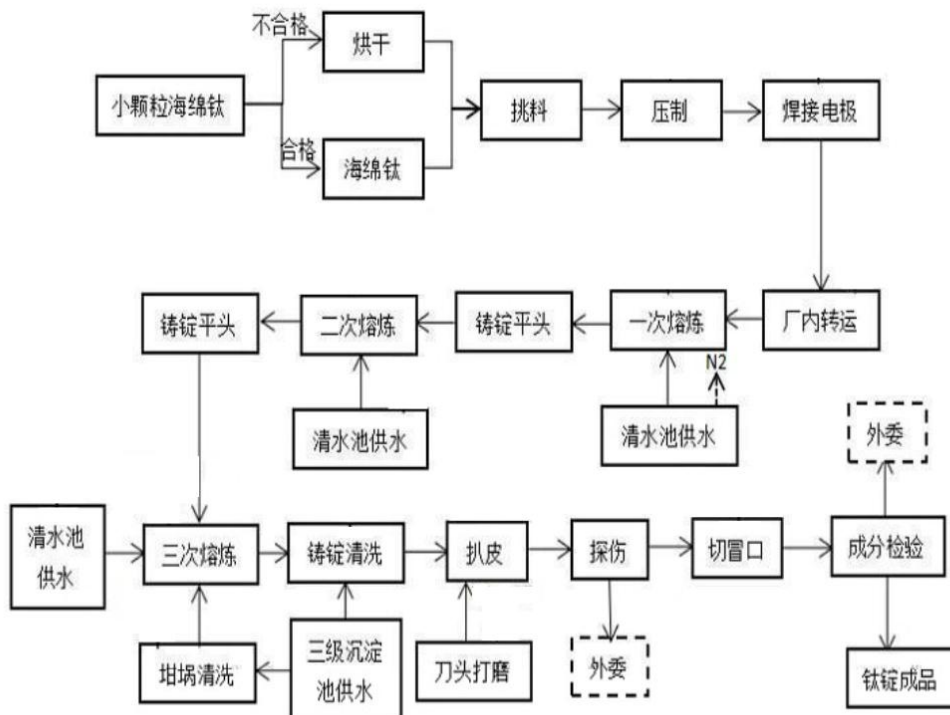 不合格
烘干
小颗粒海绵钛
挑料
压制
焊接电极
合格
海绵钛
铸锭平头
二次熔炼
铸锭平头
一次熔炼
厂内转运
N2
清水池供水
清水池供水
外委
清水池
供水
三次熔炼
铸锭清洗
扒皮
探伤
切冒口
成分检验
坩埚清洗
三级沉淀
池供水
刀头打磨
外委
钛锭成品